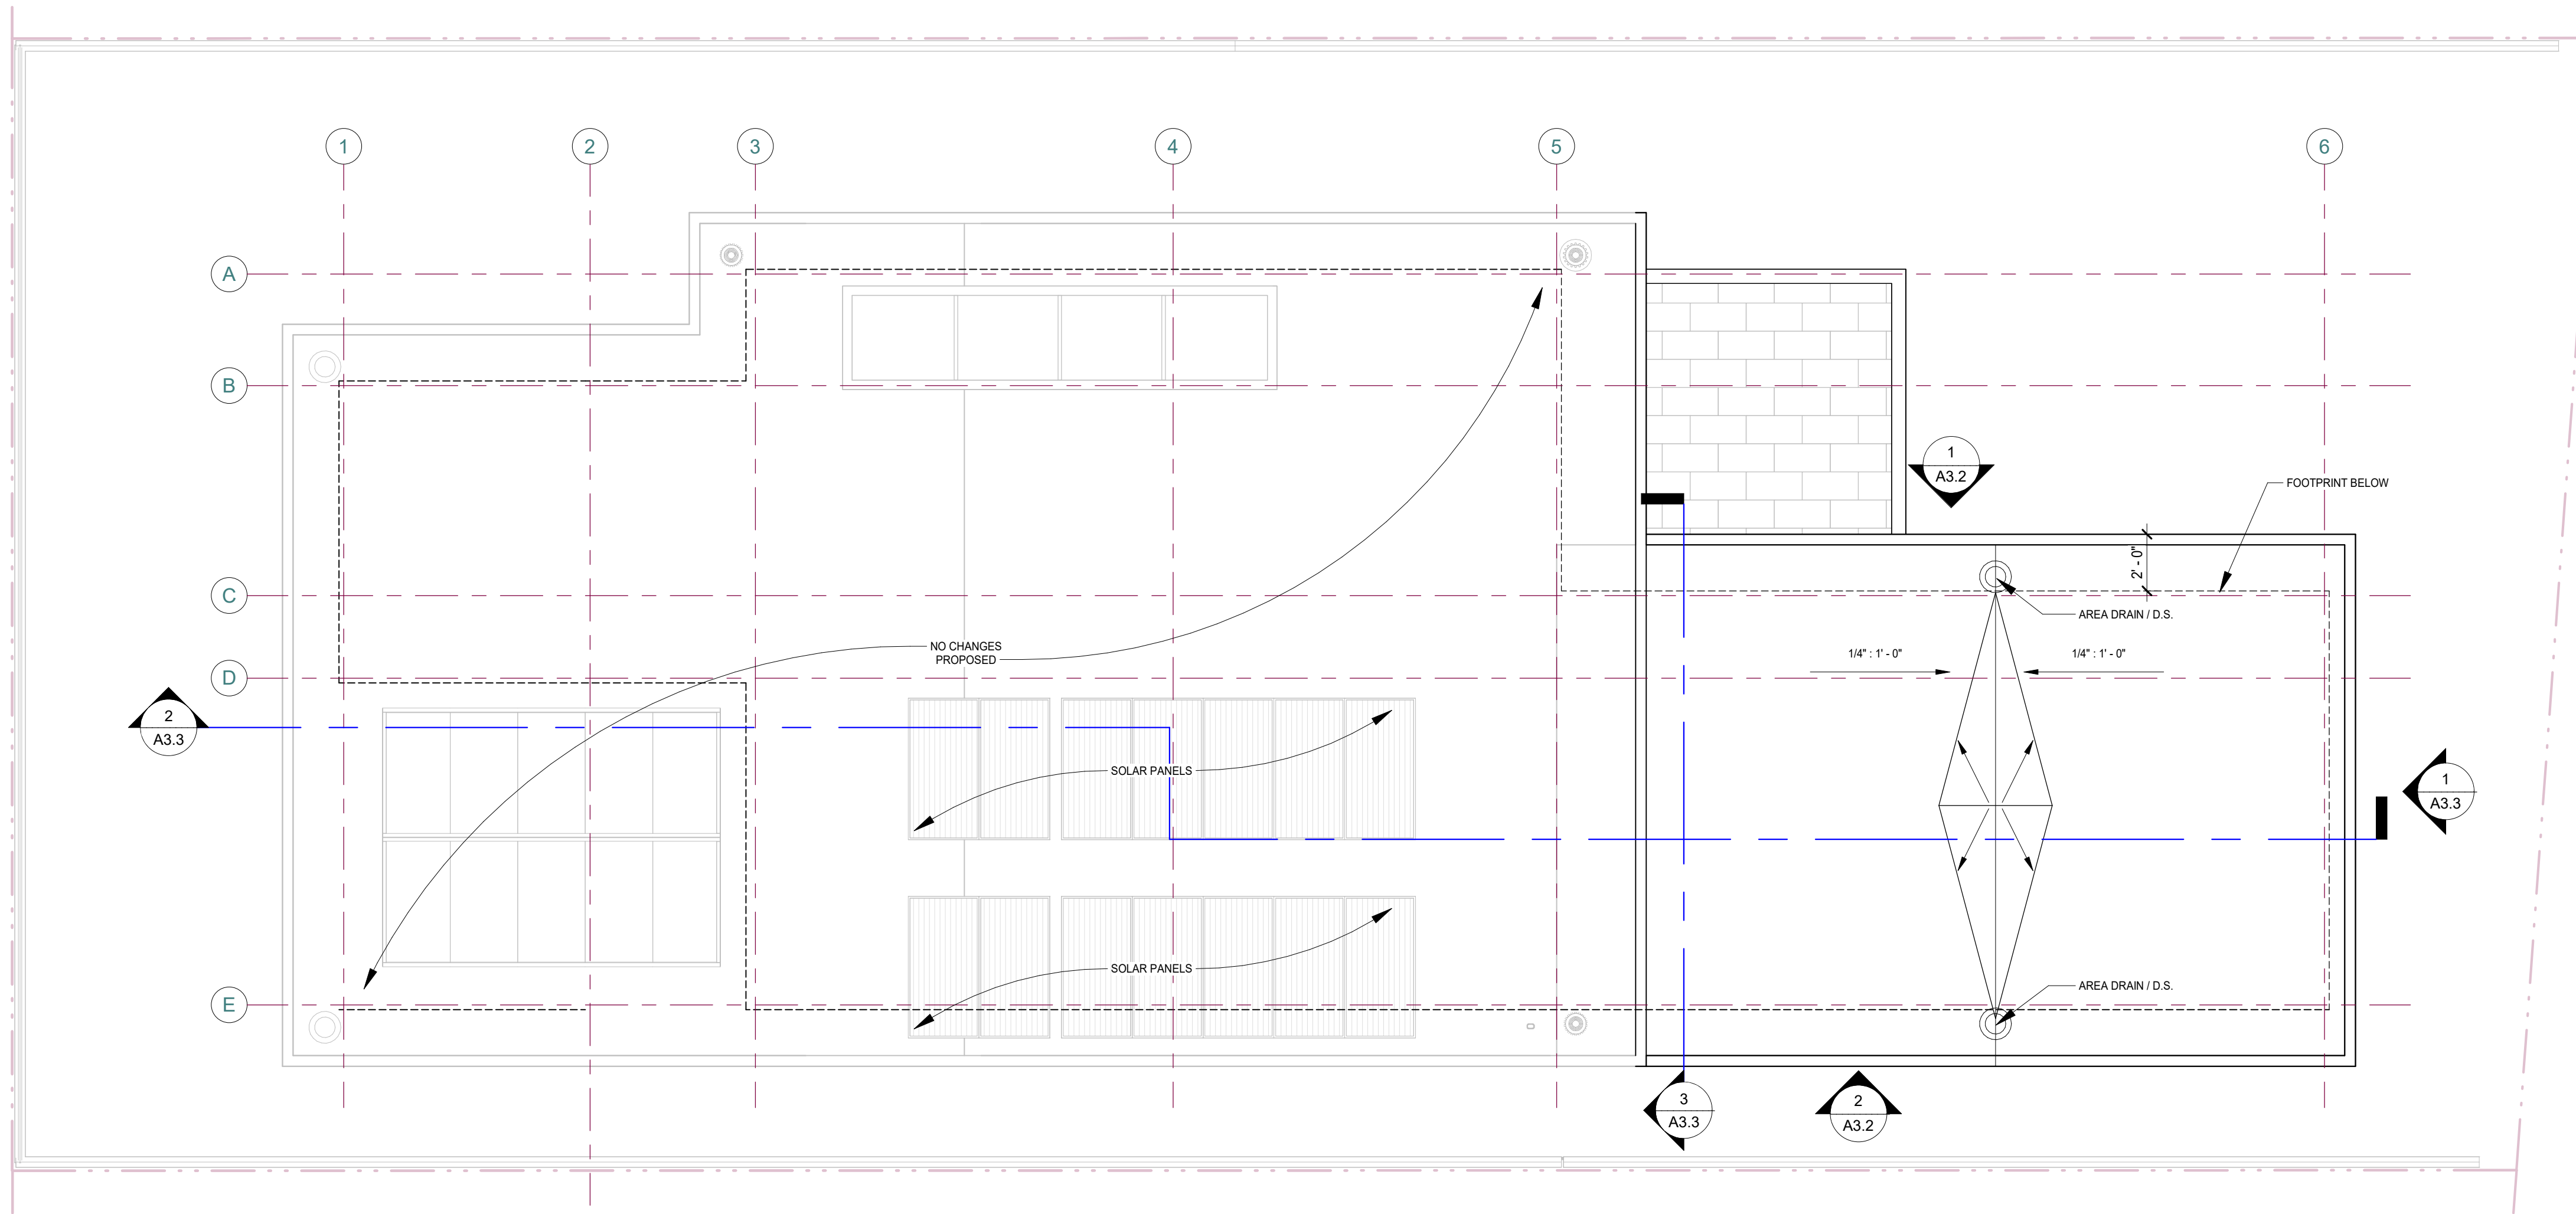 1
2
3
4
5
6
A
B
C
D
E
1
A3.2
FOOTPRINT BELOW
2' - 0"
AREA DRAIN / D.S.
NO CHANGES
PROPOSED
1/4" : 1' - 0"
1/4" : 1' - 0"
2
A3.3
SOLAR PANELS
1
A3.3
SOLAR PANELS
AREA DRAIN / D.S.
3
A3.3
2
A3.2